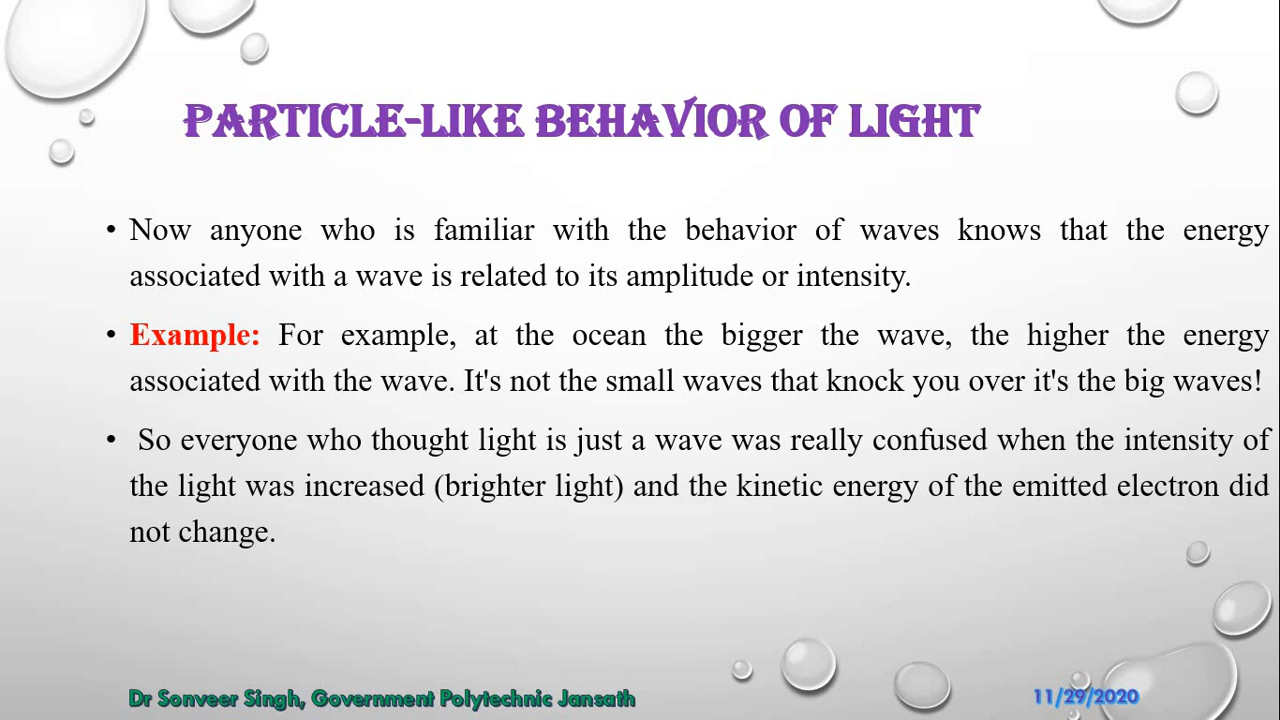 PARTICLE-LIKE BEHAVIOR OF LIGHT
• Now anyone who is familiar with the behavior of waves knows that the energy
associated with a wave is related to its amplitude or intensity.
• Example: For example, at the ocean the bigger the wave, the higher the energy
associated with the wave. It's not the small waves that knock you over it's the big waves!
• So everyone who thought light is just a wave was really confused when the intensity of
the light was increased (brighter light) and the kinetic energy of the emitted electron did
not change.
Dr Sonveer Singh, Government Polytechnic Jansath
11/29/2020